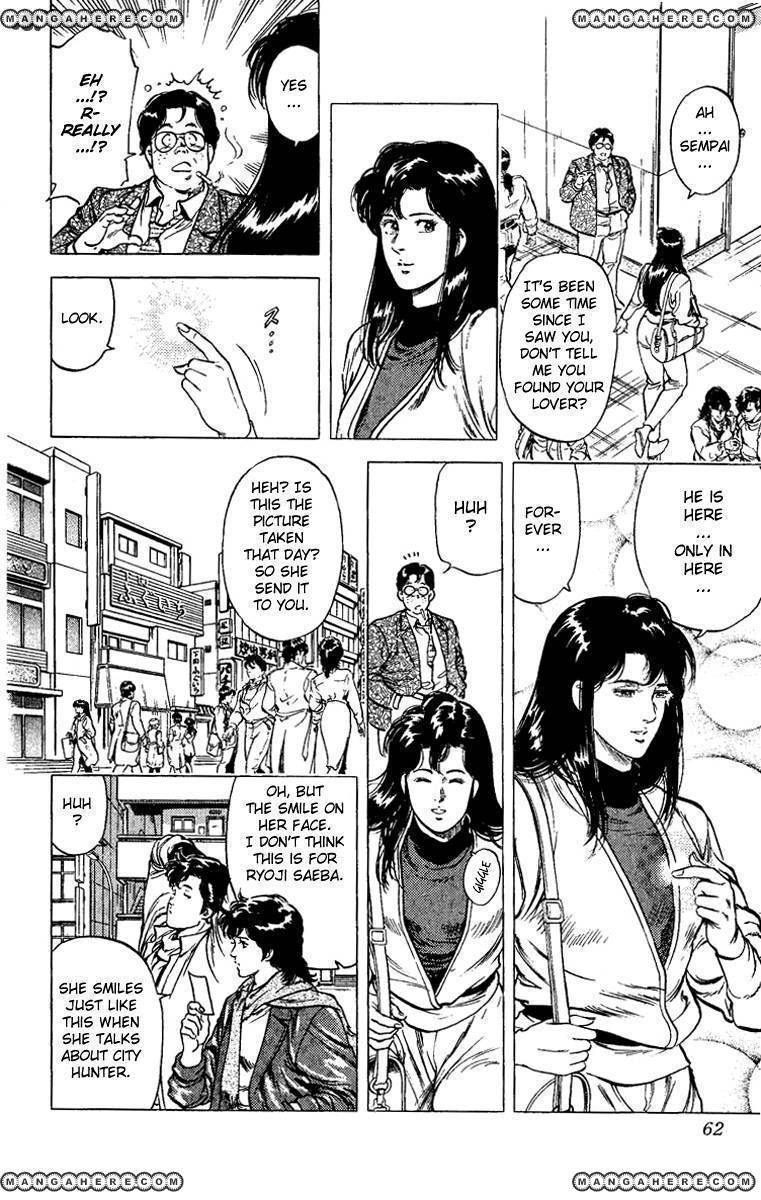 MANGAHERE.COM
MANGAHERE.COM
AH
...
SEMPAI
...
IT'S BEEN
SOME TIME
SINCE I
SAW YOU,
DON'T TELL
ME YOU
FOUND YOUR
LOVER?
YES
...
EH
...!?
R-
REALLY
...!?
LOOK.
ス...
HE IS
HERE
...
ONLY IN
HERE ...
FOR-
EVER
...
HUH
?
GIGGLE
HEH? IS
THIS THE
PICTURE
TAKEN
THAT DAY?
SO SHE
SEND IT
TO YOU.
OH, BUT
THE SMILE ON
HER FACE.
I DON'T THINK
THIS IS FOR
RYOJI SAEBA.
HUH
?
SHE SMILES
JUST LIKE
THIS WHEN
SHE TALKS
ABOUT CITY
HUNTER.
62
MANGAHERE.COM
MANGAHERE.COM